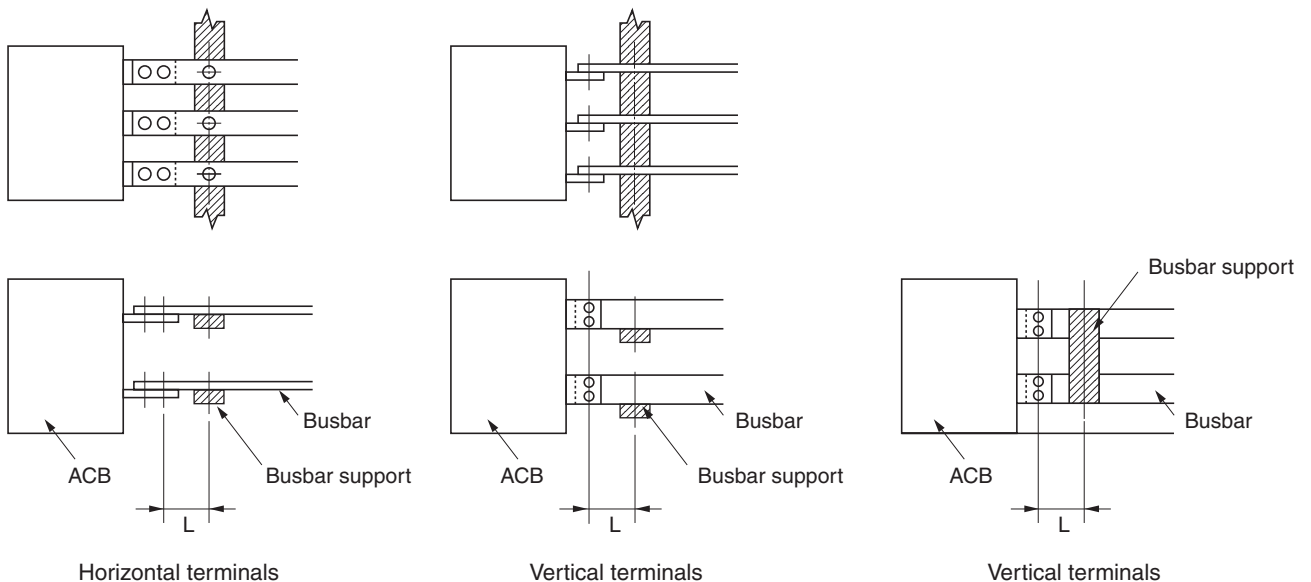 Busbar support
Busbar
ACB
Busbar support
L
Horizontal terminals
Busbar
ACB
Busbar support
L
Vertical terminals
Busbar
ACB
L
Vertical terminals